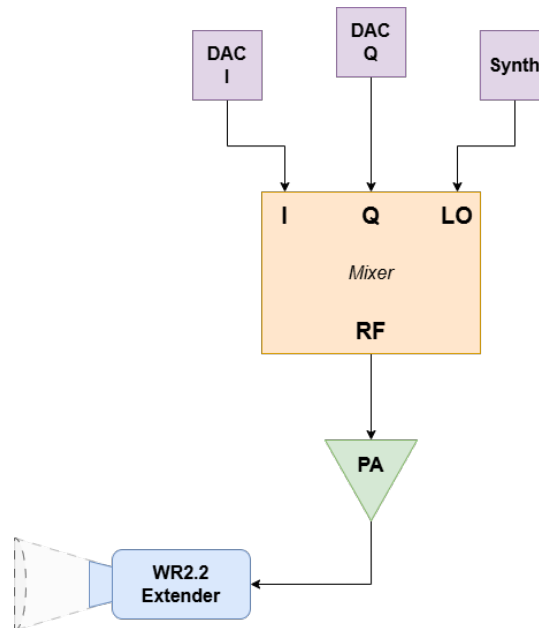 DAC
I
DAC
Q
Synth
I
Q
LO
Mixer
RF
PA
WR2.2
Extender